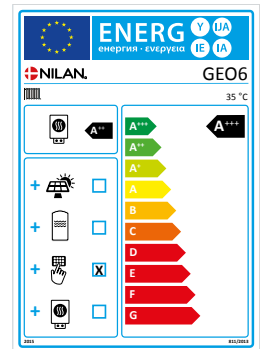 ENERG Y IJA
енергия · ενεργεια IE IA
NILAN. GEO6
35 °C
A++
A+++
A+++
A++
A+
A
B
C
D
E
F
G
+
+
+ X
+
2015 811/2013